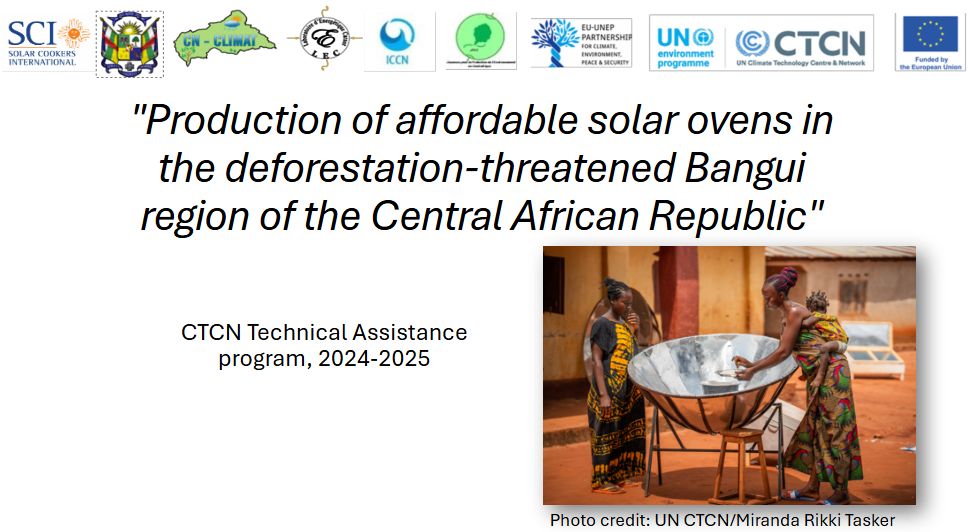 SCI
SOLAR COOKERS
INTERNATIONAL
CN - CLIMAT
LEC
ICCN
EU-UNEP
PARTNERSHIP
FOR CLIMATE,
ENVIRONMENT,
PEACE & SECURITY
UN
environment
programme
CTCN
UN Climate Technology Centre & Network
Funded by
the European Union
"Production of affordable solar ovens in
the deforestation-threatened Bangui
region of the Central African Republic"
CTCN Technical Assistance
program, 2024-2025
Photo credit: UN CTCN/Miranda Rikki Tasker